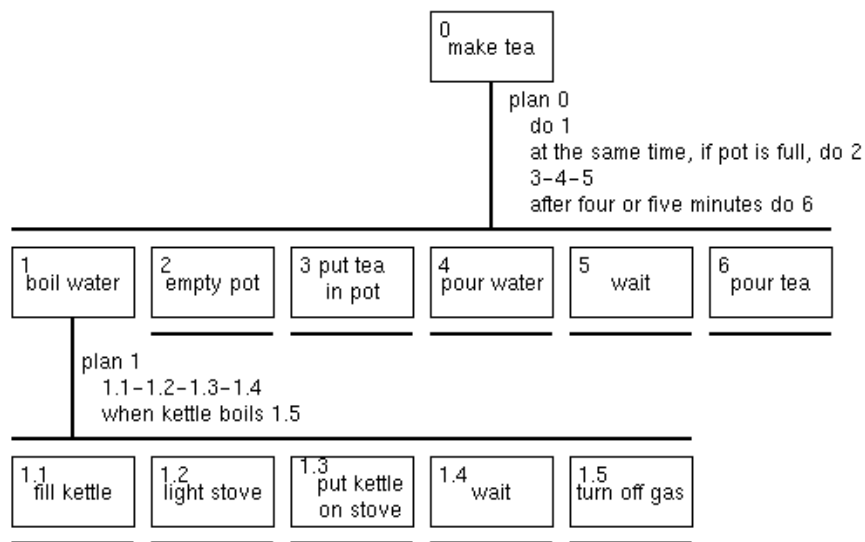 0
make tea
plan 0
do 1
at the same time, if pot is full, do 2
3-4-5
after four or five minutes do 6
1
boil water
2
empty pot
3 put tea
in pot
4
pour water
5
wait
6
pour tea
plan 1
1.1-1.2-1.3-1.4
when kettle boils 1.5
1.1
fill kettle
1.2
light stove
1.3
put kettle
on stove
1.4
wait
1.5
turn off gas